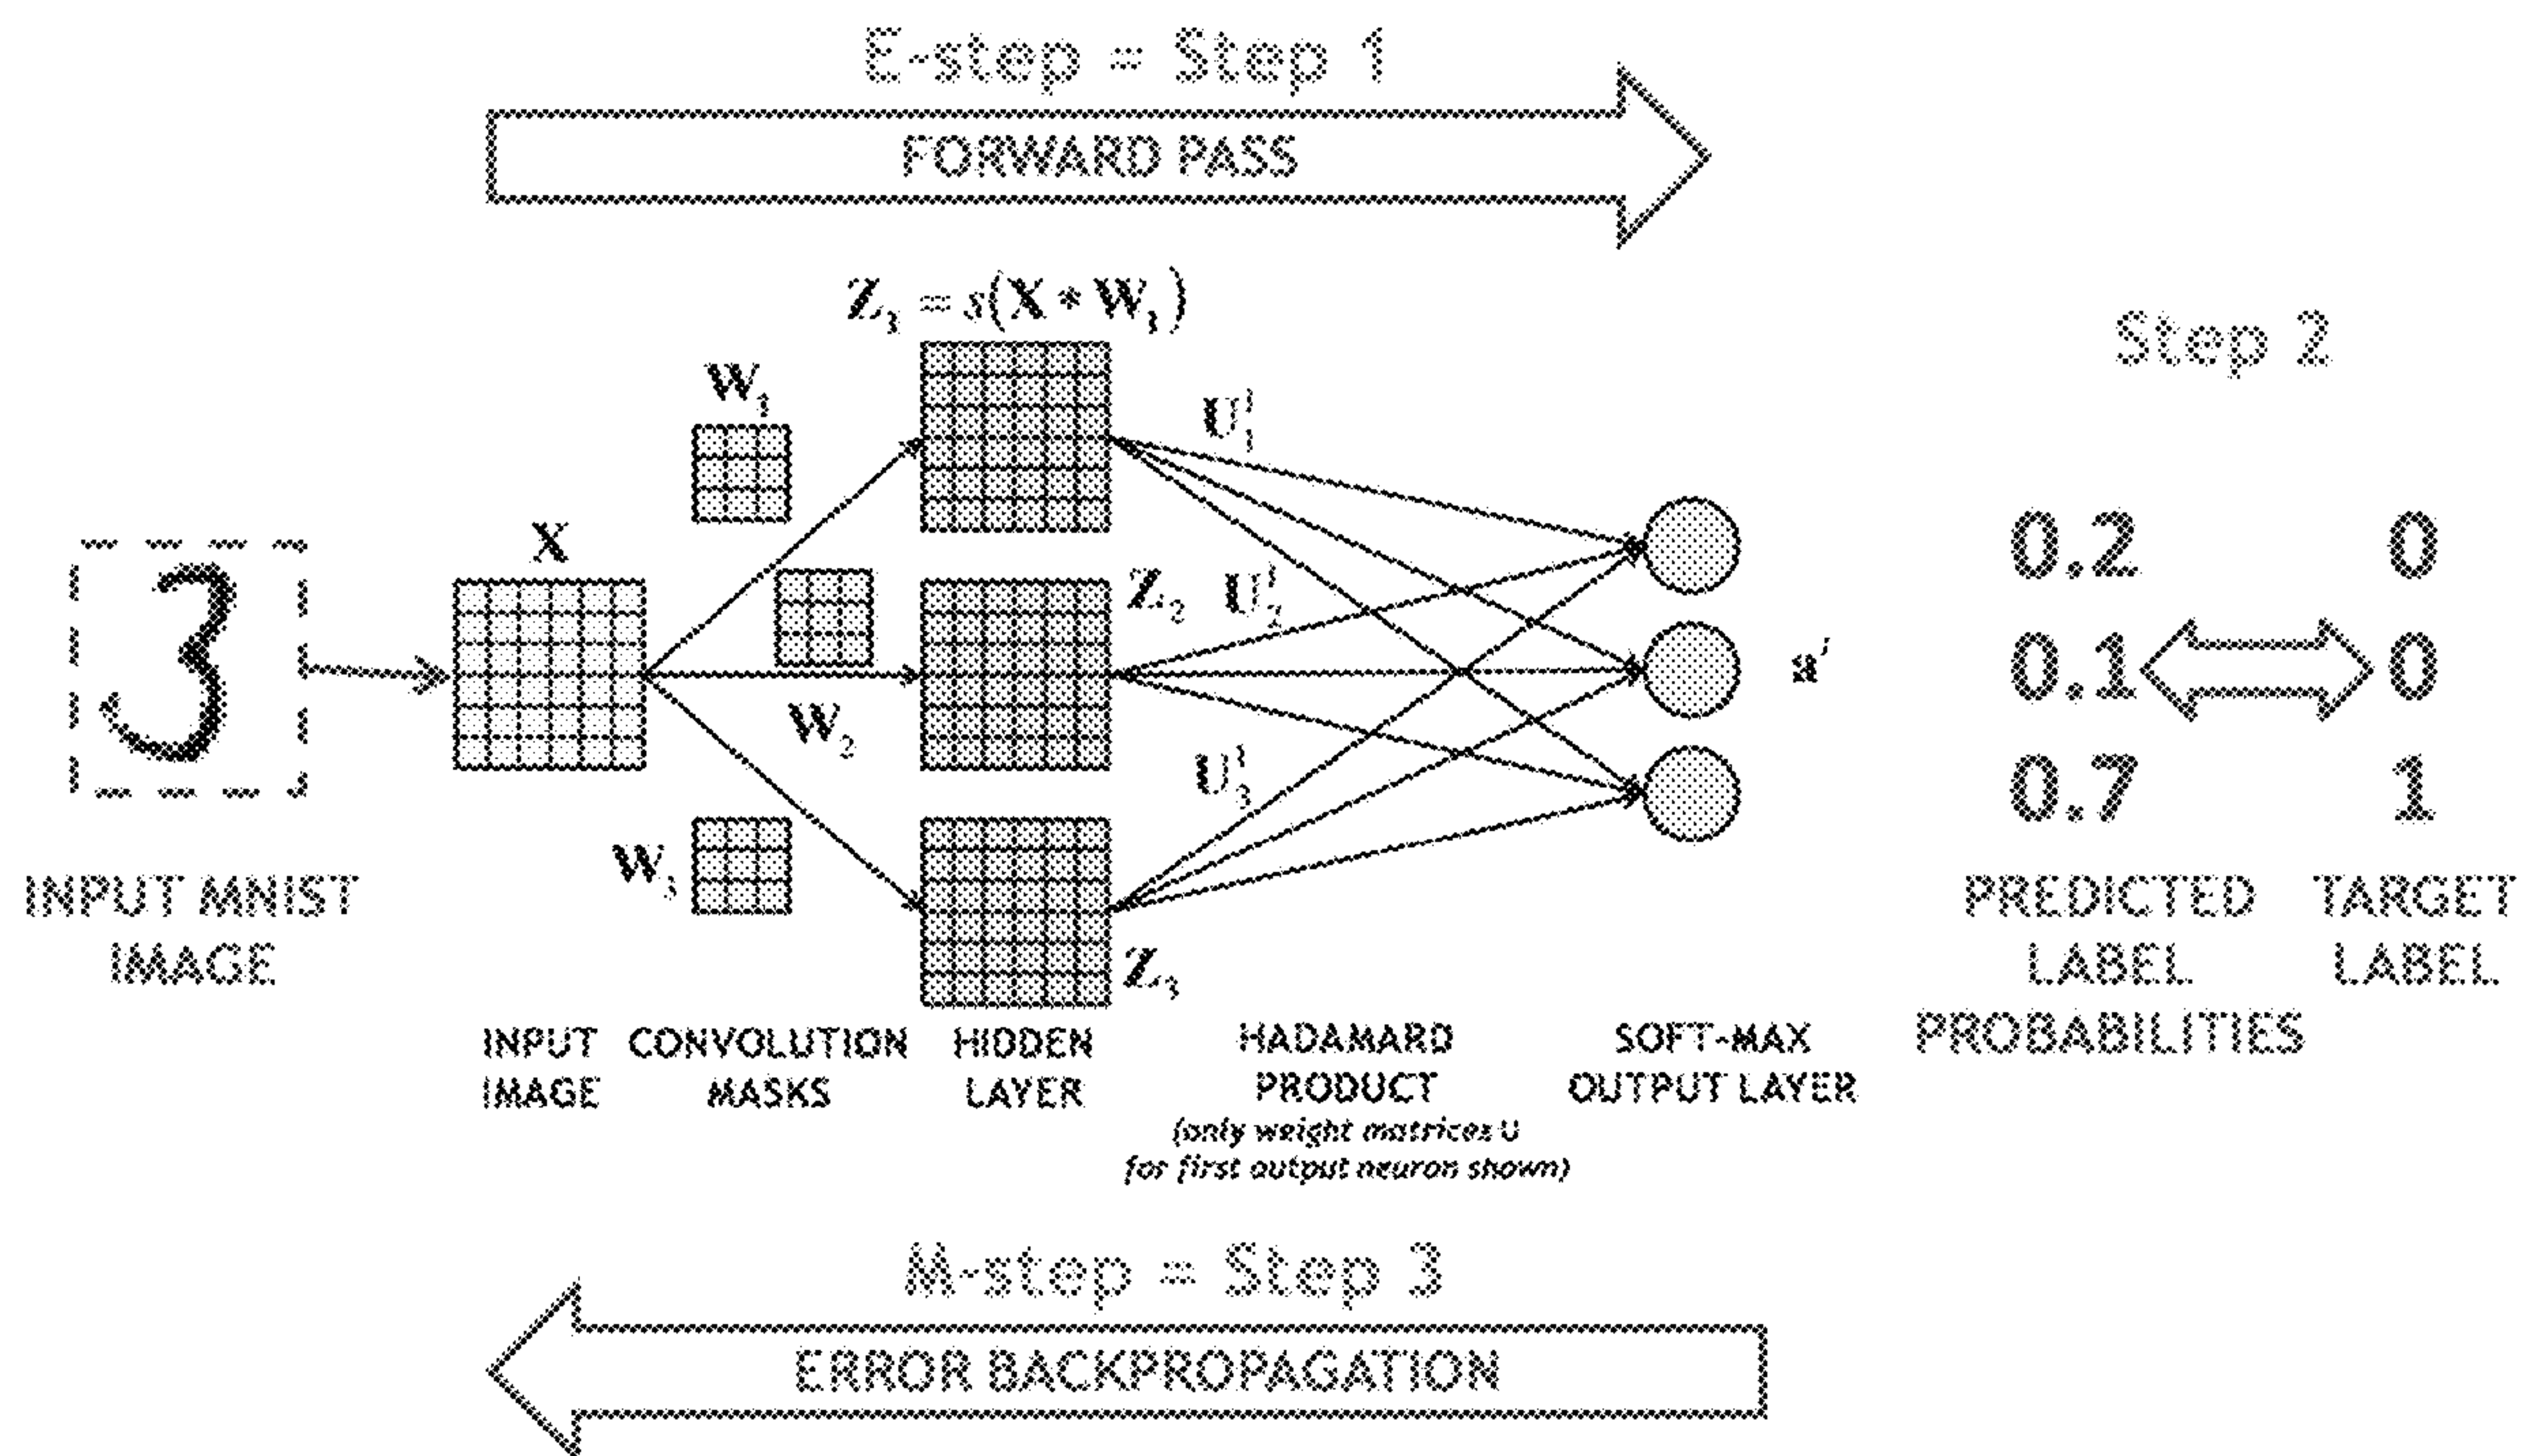 E-step = Step 1
FORWARD PASS
Z₁ = s(X * W₁)
Step 2
W₁
U₁¹
X
3
Z₂
U₂¹
W₂
a'
0.2 0
0.1 0
0.7 1
U₃¹
W₃
Z₃
INPUT MNIST
IMAGE
PREDICTED
LABEL
PROBABILITIES
TARGET
LABEL
INPUT
IMAGE
CONVOLUTION
MASKS
HIDDEN
LAYER
HADAMARD
PRODUCT
(only weight matrices U
for first output neuron shown)
SOFT-MAX
OUTPUT LAYER
M-step = Step 3
ERROR BACKPROPAGATION